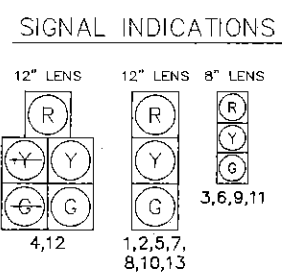 SIGNAL INDICATIONS
12" LENS 12" LENS 8" LENS
R R R
Y Y Y Y
G G G G
4,12 1,2,5,7, 3,6,9,11
8,10,13